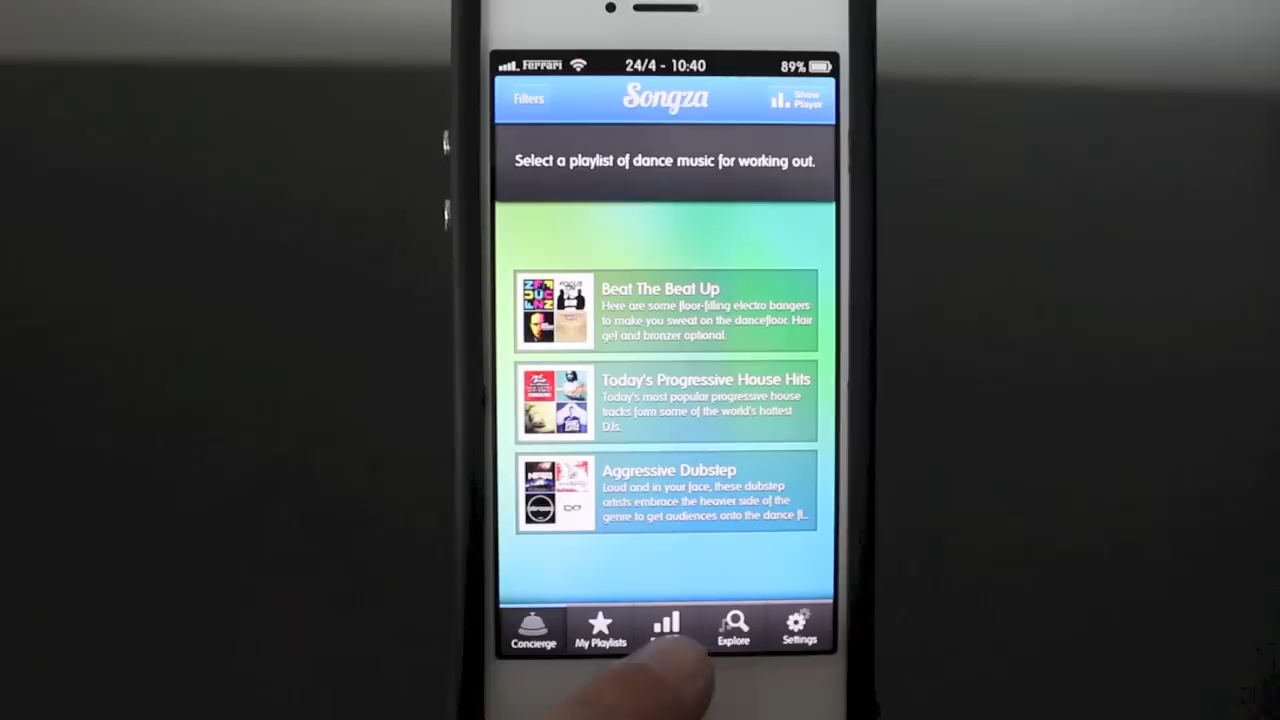 Ferrari 24/4 - 10:40 89%
Filters Songza Show Player
Select a playlist of dance music for working out.
Beat The Beat Up
Here are some floor-filling electro bangers
to make you sweat on the dancefloor. Hair
gel and bronzer optional.
Today's Progressive House Hits
Today's most popular progressive house
tracks form some of the world's hottest
DJs.
Aggressive Dubstep
Loud and in your face, these dubstep
artists embrace the heavier side of the
genre to get audiences onto the dance fl...
Concierge My Playlists Explore Settings